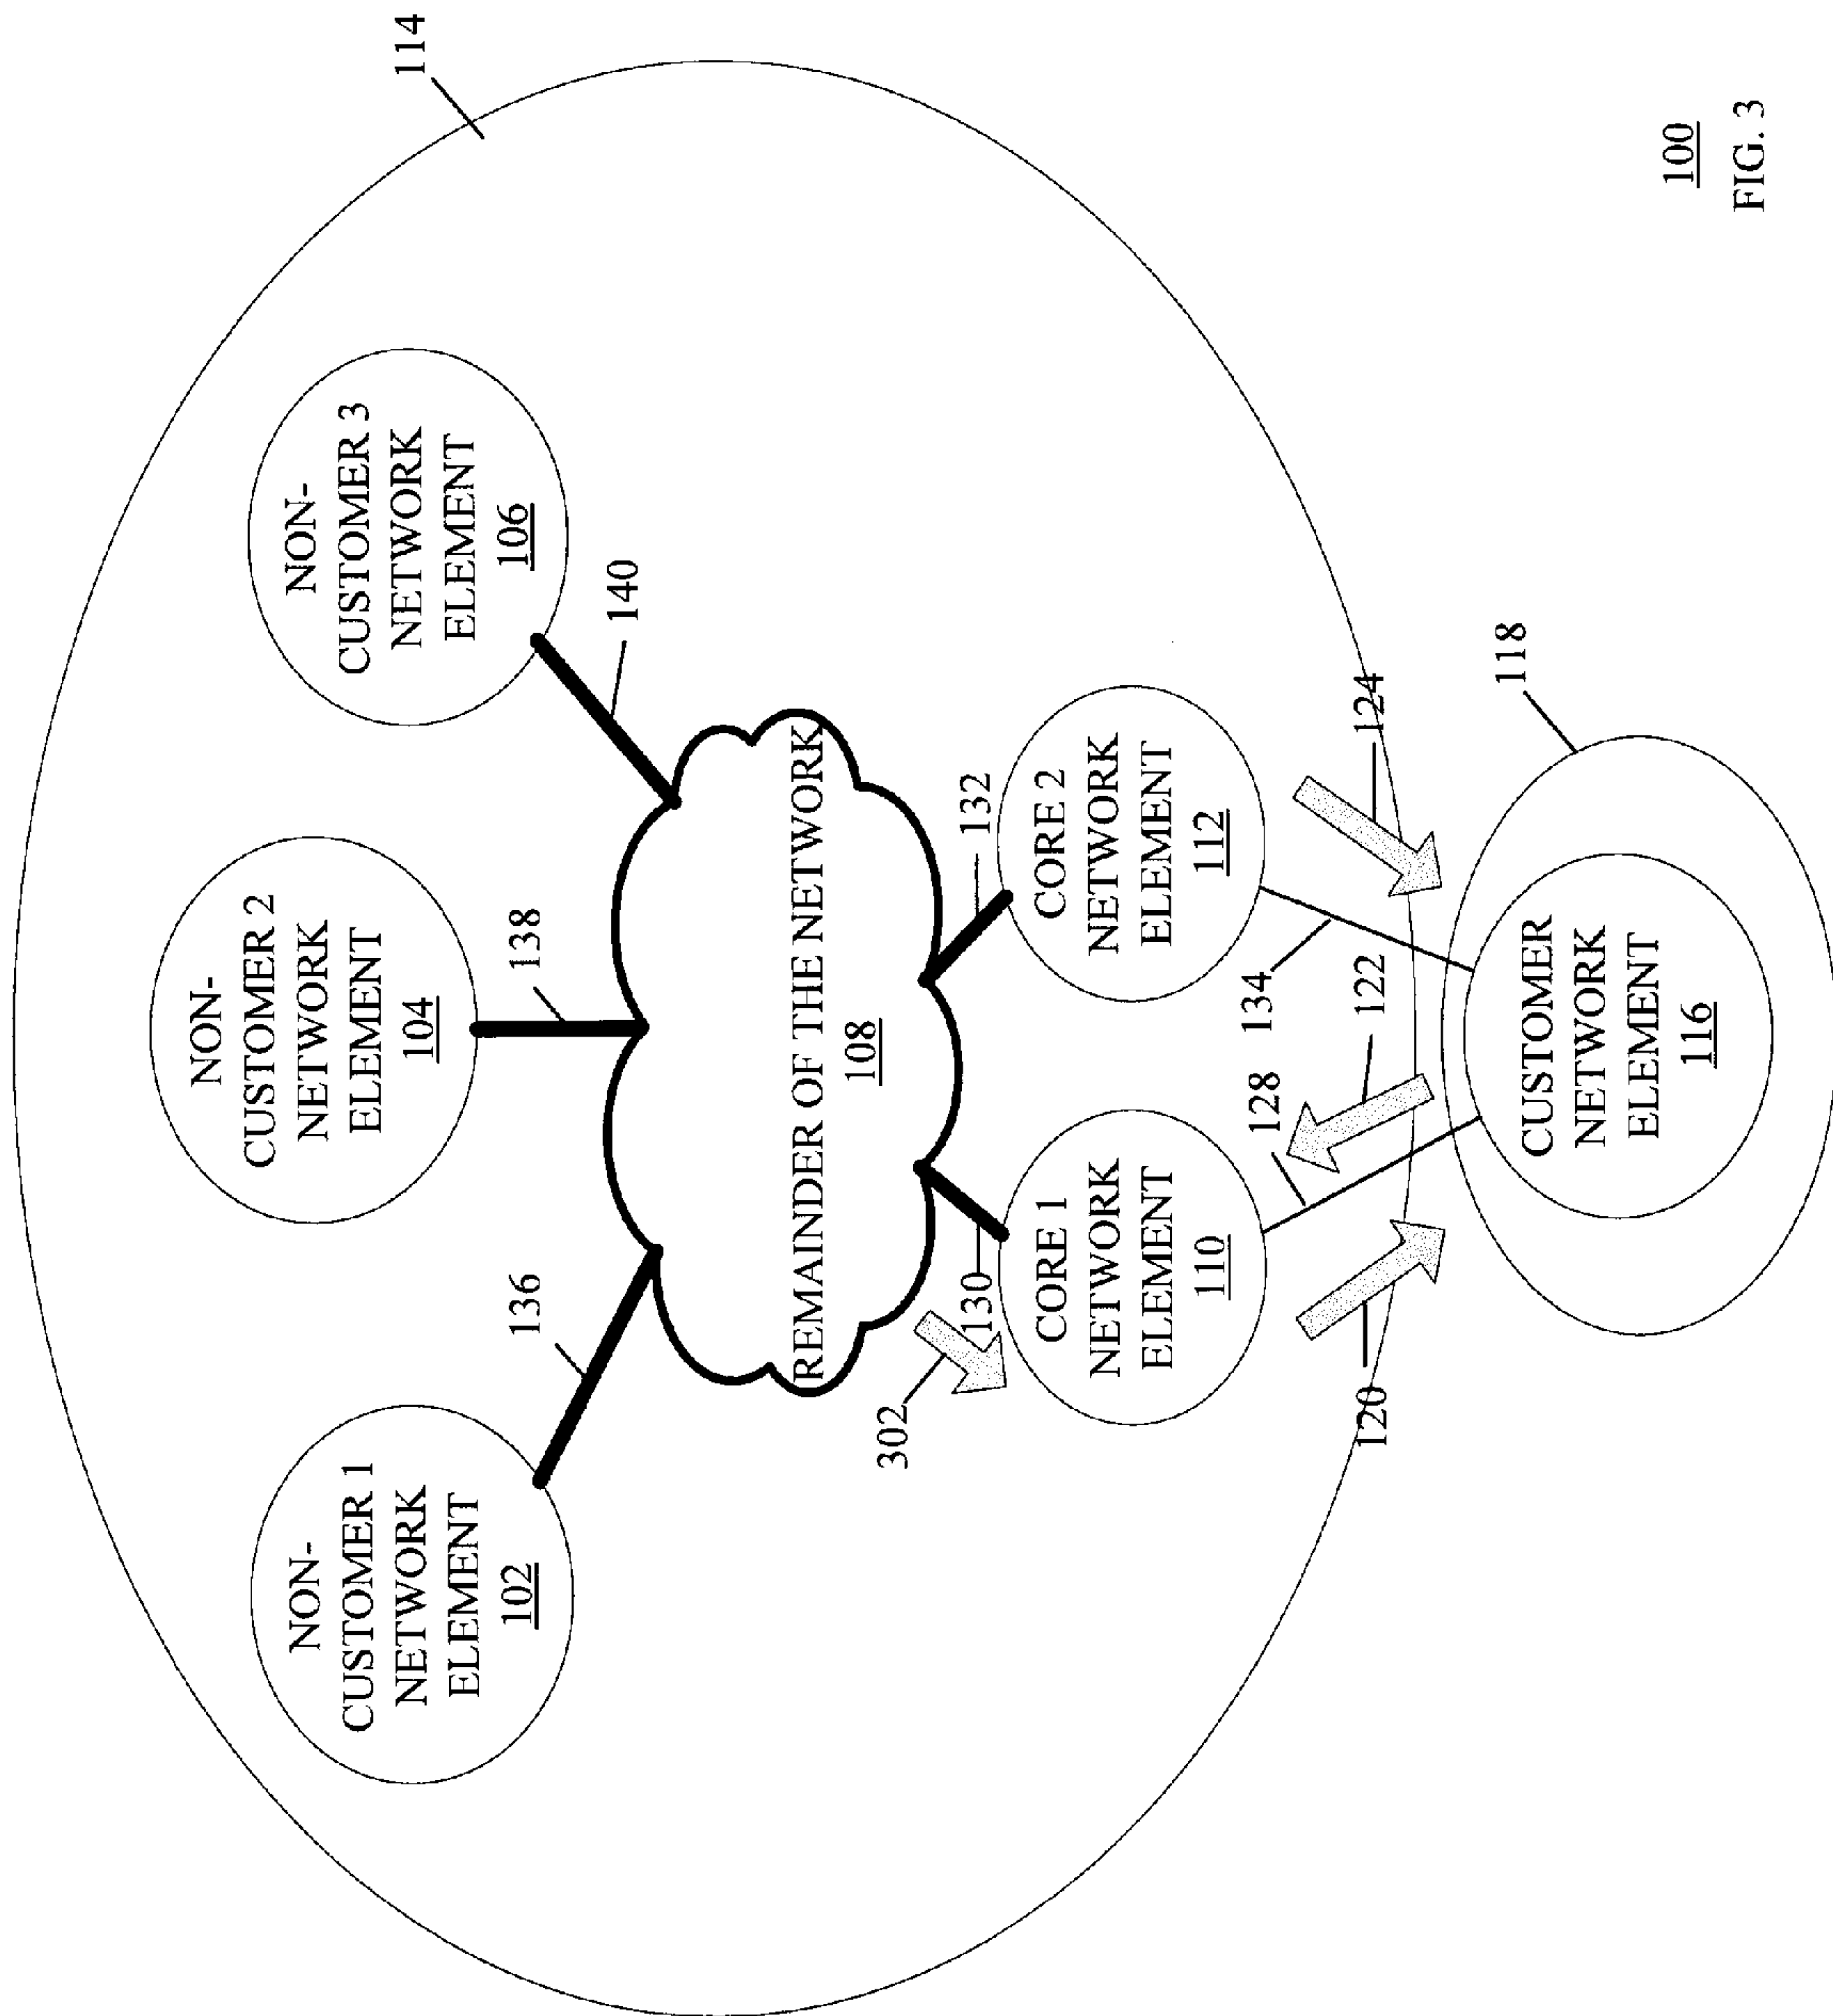 114
NON-
CUSTOMER 1
NETWORK
ELEMENT
102
NON-
CUSTOMER 2
NETWORK
ELEMENT
104
NON-
CUSTOMER 3
NETWORK
ELEMENT
106
136
138
140
REMAINDER OF THE NETWORK
108
302
130
132
CORE 1
NETWORK
ELEMENT
110
CORE 2
NETWORK
ELEMENT
112
120
128
122
134
124
118
CUSTOMER
NETWORK
ELEMENT
116
100
FIG. 3